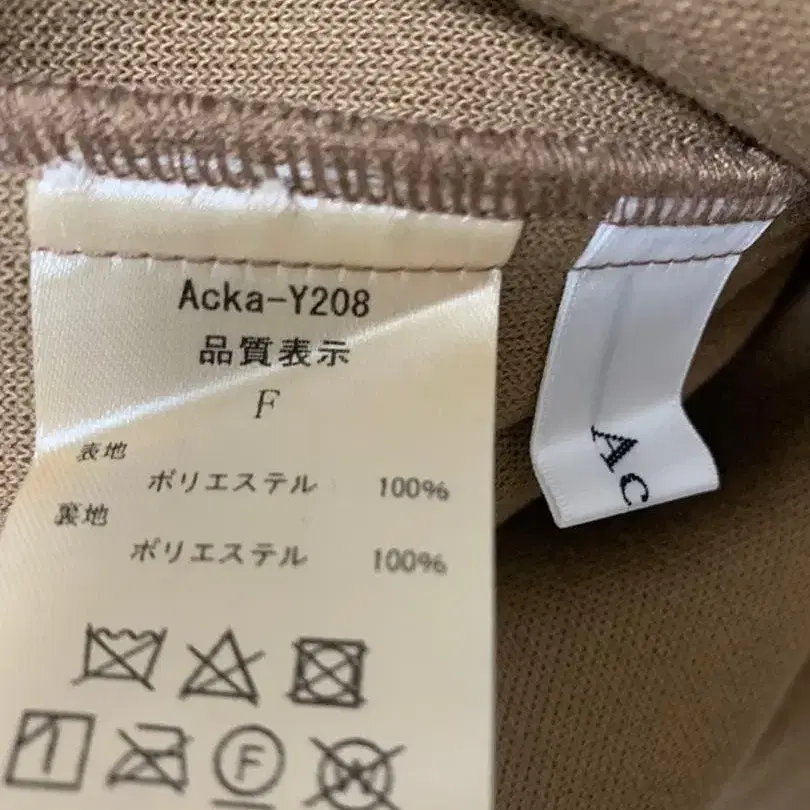 Acka-Y208
品質表示
F
表地
ポリエステル 100%
裏地
ポリエステル 100%
F
W
Ac